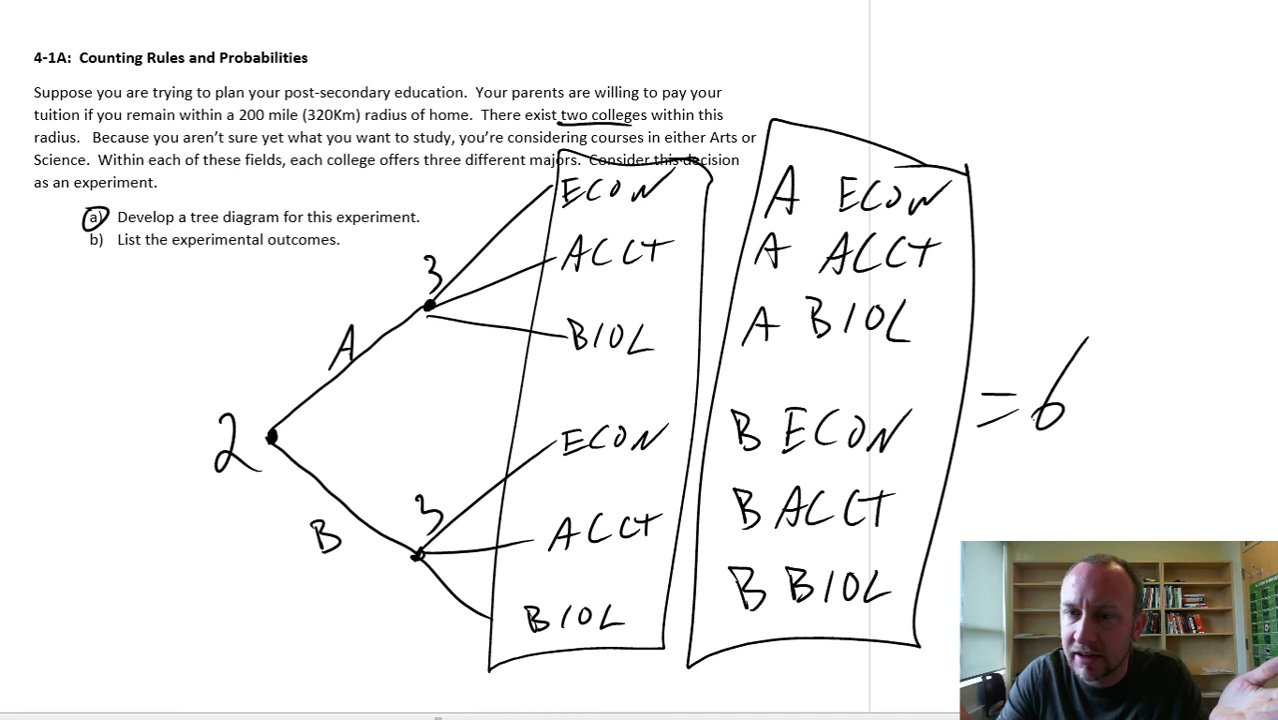 4-1A: Counting Rules and Probabilities
Suppose you are trying to plan your post-secondary education. Your parents are willing to pay your
tuition if you remain within a 200 mile (320Km) radius of home. There exist two colleges within this
radius. Because you aren't sure yet what you want to study, you're considering courses in either Arts or
Science. Within each of these fields, each college offers three different majors. Consider this decision
as an experiment.
a) Develop a tree diagram for this experiment.
b) List the experimental outcomes.
2
A
3
ECON
ACCT
BIOL
B
3
ECON
ACCT
BIOL
A ECON
A ACCT
A BIOL
B ECON
B ACCT
B BIOL
= 6